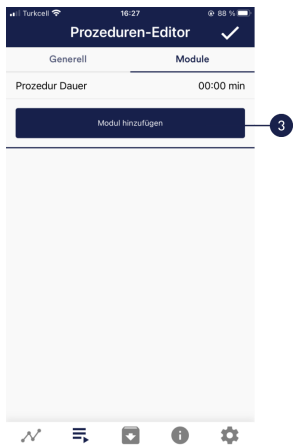 Turkcell 16:27 88 %
Prozeduren-Editor
Generell Module
Prozedur Dauer 00:00 min
Modul hinzufügen
3